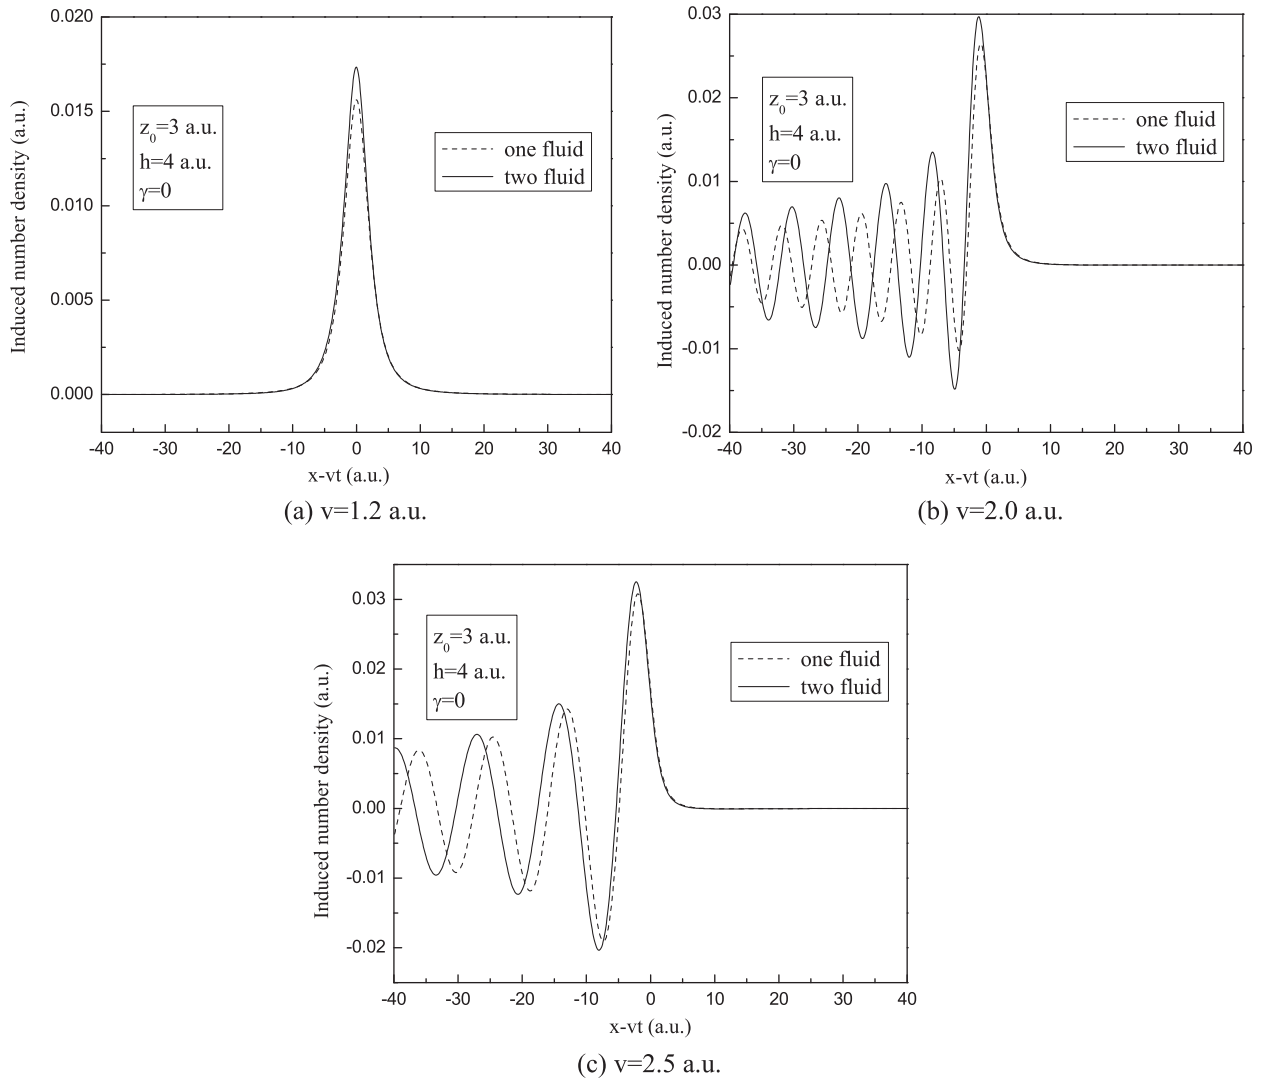 0.020
0.015
0.010
0.005
0.000
Induced number density (a.u.)
z0=3 a.u.
h=4 a.u.
γ=0
one fluid
two fluid
-40 -30 -20 -10 0 10 20 30 40
x-vt (a.u.)
(a) v=1.2 a.u.
0.03
0.02
0.01
0.00
-0.01
-0.02
Induced number density (a.u.)
z0=3 a.u.
h=4 a.u.
γ=0
one fluid
two fluid
-40 -30 -20 -10 0 10 20 30 40
x-vt (a.u.)
(b) v=2.0 a.u.
0.03
0.02
0.01
0.00
-0.01
-0.02
Induced number density (a.u.)
z0=3 a.u.
h=4 a.u.
γ=0
one fluid
two fluid
-40 -30 -20 -10 0 10 20 30 40
x-vt (a.u.)
(c) v=2.5 a.u.